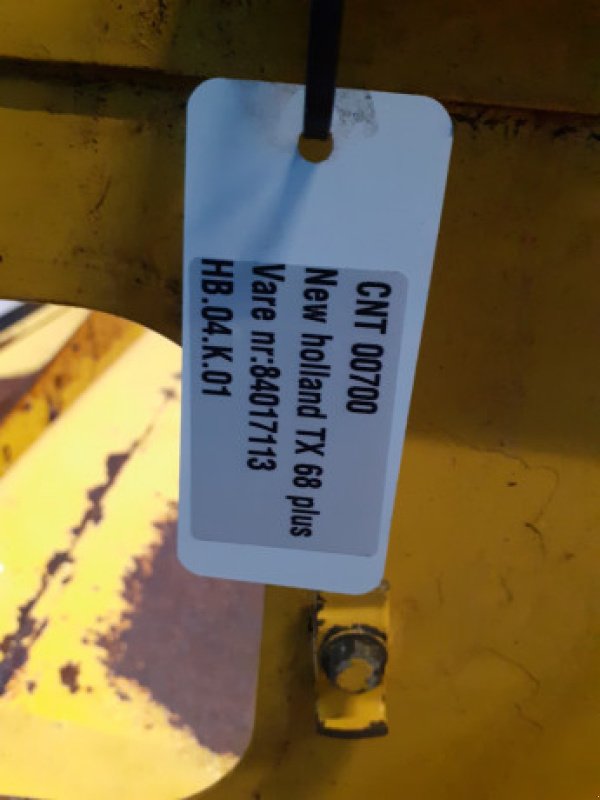 CNT 00700
New holland TX 68 plus
Vare nr:84017113
HB.04.K.01